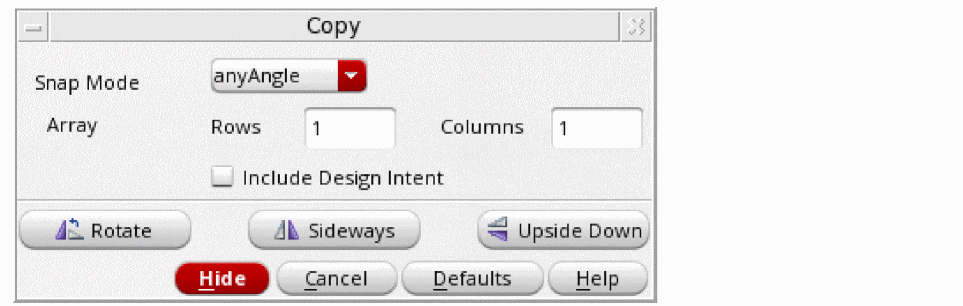 Copy
Snap Mode anyAngle
Array Rows 1 Columns 1
Include Design Intent
Rotate Sideways Upside Down
Hide Cancel Defaults Help